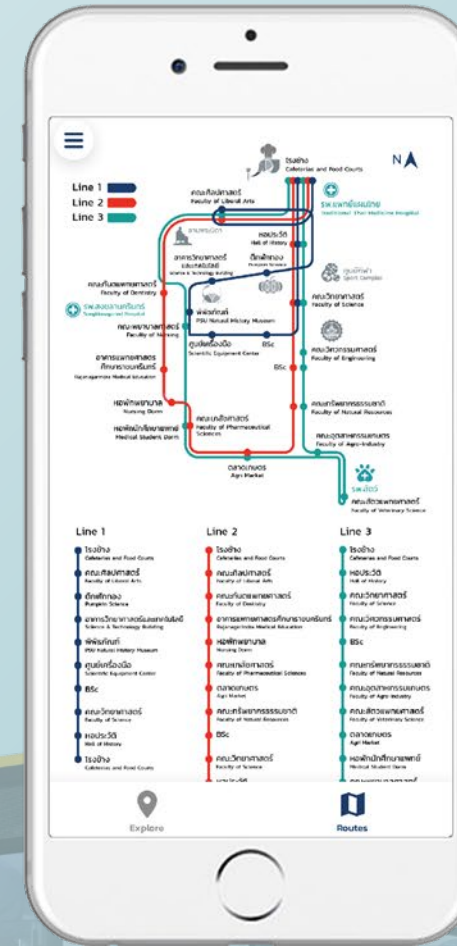 โรงช้าง
Cafeterias and Food Courts
N
Line 1
Line 2
Line 3
คณะศิลปศาสตร์
Faculty of Liberal Arts
รพ.แพทย์แผนไทย
Traditional Thai Medicine Hospital
ลานพระบิดา
หอประวัติ
Hall of History
อาคารวิทยาศาสตร์
และเทคโนโลยี
Science & Technology Building
ตึกฟักทอง
Pumpkin Science
ศูนย์กีฬา
Sport Complex
คณะทันตแพทยศาสตร์
Faculty of Dentistry
คณะวิทยาศาสตร์
Faculty of Science
รพ.สงขลานครินทร์
Songklanagarind Hospital
พิพิธภัณฑ์
PSU Natural History Museum
คณะพยาบาลศาสตร์
Faculty of Nursing
ศูนย์เครื่องมือ
Scientific Equipment Center
BSc
คณะวิศวกรรมศาสตร์
Faculty of Engineering
อาคารแพทยศาสตร
ศึกษาราชนครินทร์
Rajanagarindra Medical Education
BSc
หอพักพยาบาล
Nursing Dorm
คณะทรัพยากรธรรมชาติ
Faculty of Natural Resources
หอพักนักศึกษาแพทย์
Medical Student Dorm
คณะเภสัชศาสตร์
Faculty of Pharmaceutical
Sciences
คณะอุตสาหกรรมเกษตร
Faculty of Agro-Industry
ตลาดเกษตร
Agro Market
รพ.สัตว์
คณะสัตวแพทยศาสตร์
Faculty of Veterinary Science
Line 1
โรงช้าง
Cafeterias and Food Courts
คณะศิลปศาสตร์
Faculty of Liberal Arts
ตึกฟักทอง
Pumpkin Science
อาคารวิทยาศาสตร์และเทคโนโลยี
Science & Technology Building
พิพิธภัณฑ์
PSU Natural History Museum
ศูนย์เครื่องมือ
Scientific Equipment Center
BSc
คณะวิทยาศาสตร์
Faculty of Science
หอประวัติ
Hall of History
โรงช้าง
Cafeterias and Food Courts
Line 2
โรงช้าง
Cafeterias and Food Courts
คณะศิลปศาสตร์
Faculty of Liberal Arts
คณะทันตแพทยศาสตร์
Faculty of Dentistry
อาคารแพทยศาสตรศึกษาราชนครินทร์
Rajanagarindra Medical Education
หอพักพยาบาล
Nursing Dorm
คณะเภสัชศาสตร์
Faculty of Pharmaceutical Sciences
ตลาดเกษตร
Agri Market
คณะทรัพยากรธรรมชาติ
Faculty of Natural Resources
BSc
คณะวิทยาศาสตร์
Faculty of Science
หอประวัติ
Line 3
โรงช้าง
Cafeterias and Food Courts
หอประวัติ
Hall of History
คณะวิทยาศาสตร์
Faculty of Science
คณะวิศวกรรมศาสตร์
Faculty of Engineering
BSc
คณะทรัพยากรธรรมชาติ
Faculty of Natural Resources
คณะอุตสาหกรรมเกษตร
Faculty of Agro-Industry
คณะสัตวแพทยศาสตร์
Faculty of Veterinary Science
ตลาดเกษตร
Agri Market
หอพักนักศึกษาแพทย์
Medical Student Dorm
คณะพยาบาลศาสตร์
Explore
Routes